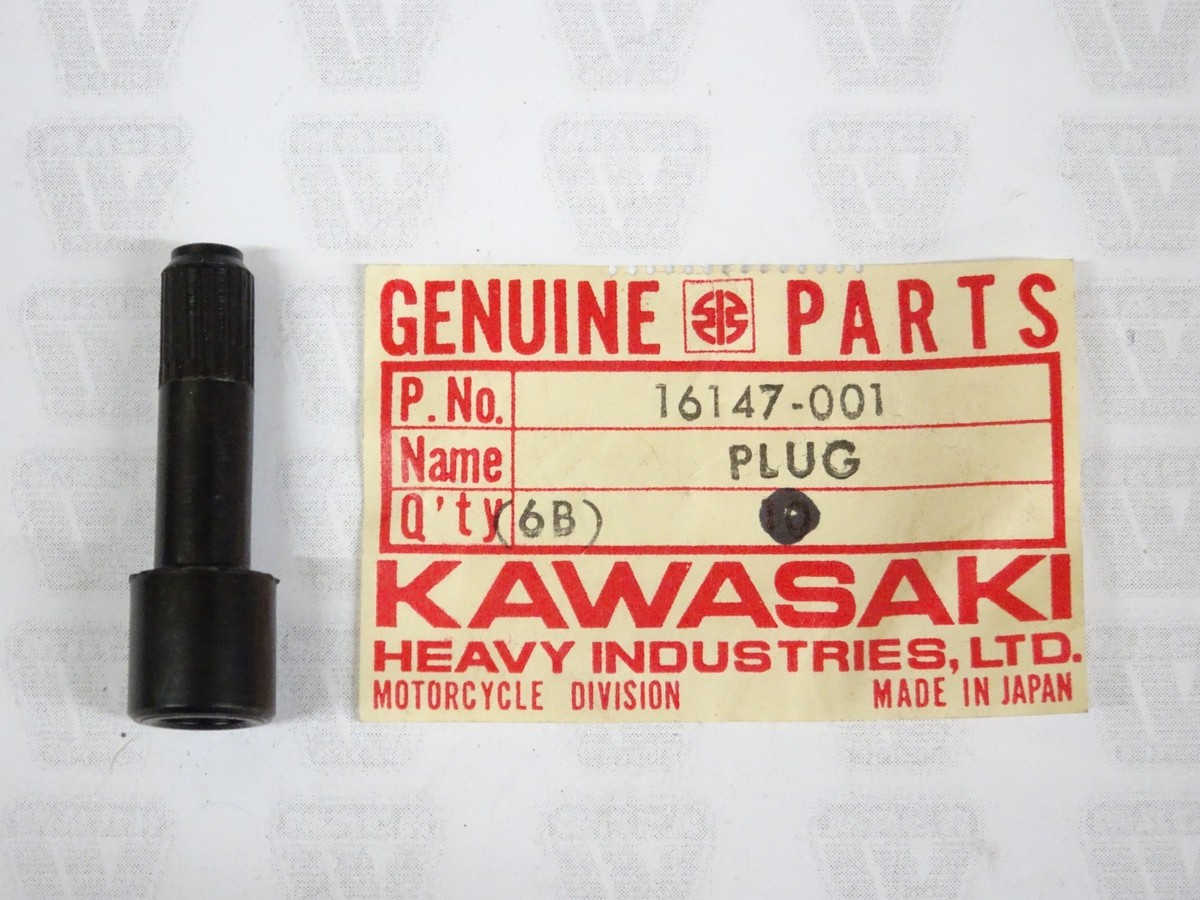 GENUINE PARTS
P. No. 16147-001
Name PLUG
Q'ty (6B) 10
KAWASAKI
HEAVY INDUSTRIES, LTD.
MOTORCYCLE DIVISION MADE IN JAPAN